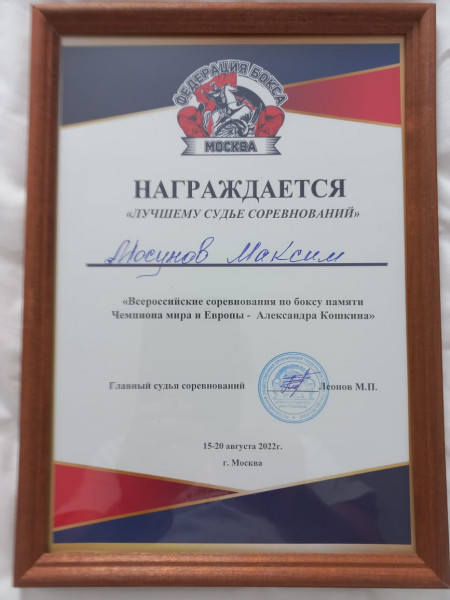 ФЕДЕРАЦИЯ БОКСА
МОСКВА
НАГРАЖДАЕТСЯ
«ЛУЧШЕМУ СУДЬЕ СОРЕВНОВАНИЙ»
Мосунов Максим
«Всероссийские соревнования по боксу памяти
Чемпиона мира и Европы - Александра Кошкина»
Главный судья соревнований Леонов М.П.
15-20 августа 2022г.
г. Москва